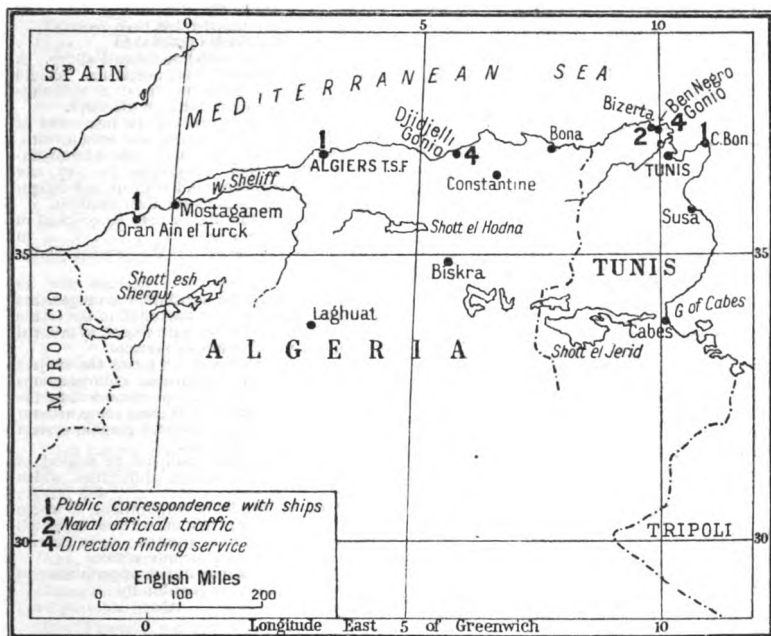 0
5
10
SPAIN
MEDITERRANEAN SEA
Bizerta
Ben Negro
Gonio
4
2
1
C. Bon
TUNIS
Djidjelli
Gonio
4
Bona
1
ALGIERS T.S.F
Constantine
W. Sheliff
1
Mostaganem
Oran Ain el Turck
Susa
Shott el Hodna
35
35
Biskra
TUNIS
Shott esh
Shergui
Laghuat
G of Cabes
Cabes
Shott el Jerid
ALGERIA
MOROCCO
1 Public correspondence with ships
2 Naval official traffic
4 Direction finding service
30
30
TRIPOLI
English Miles
0 100 200
0 Longitude East 5 of Greenwich 10